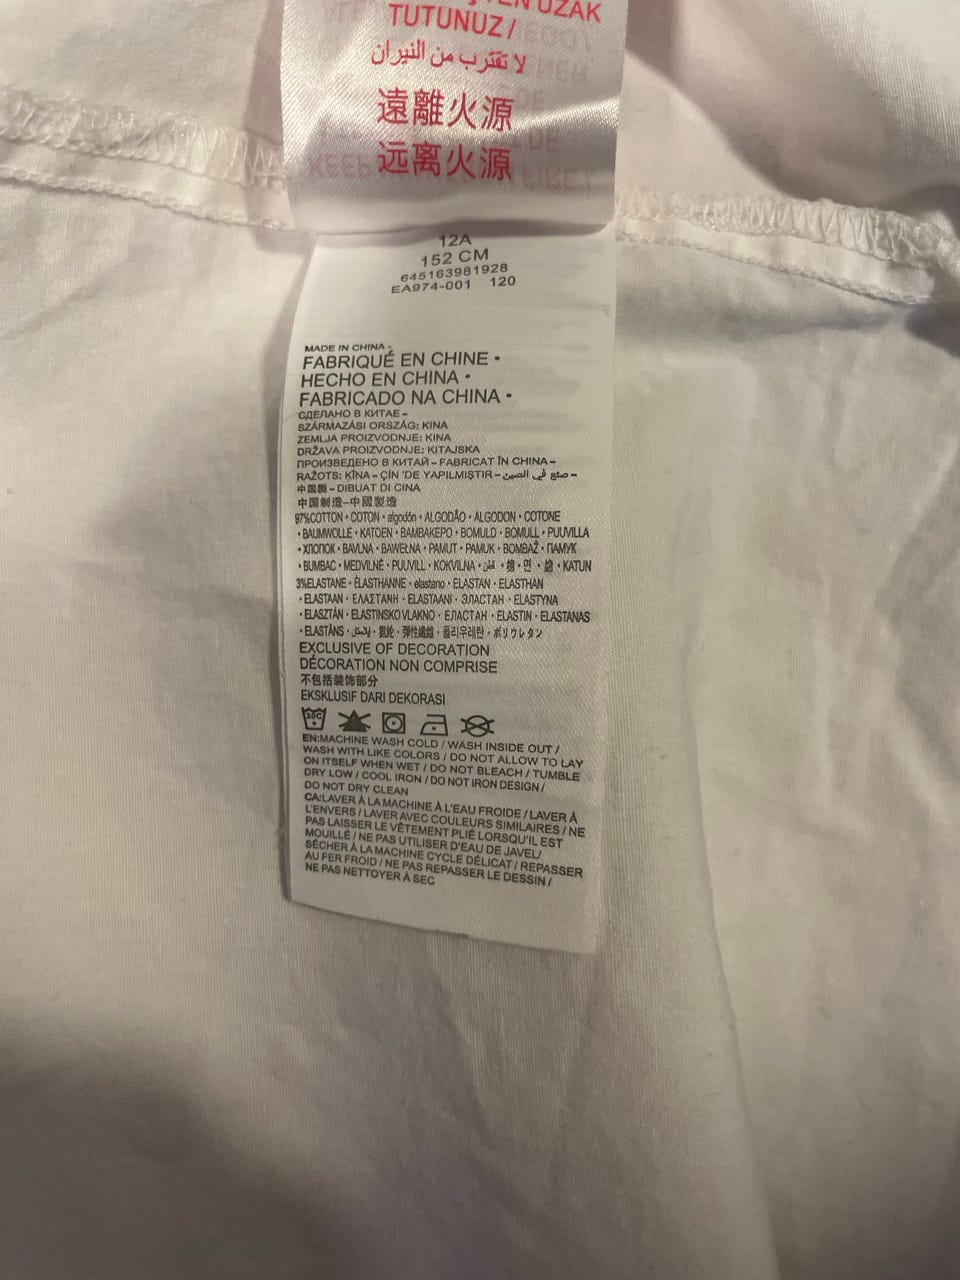 UZAK
TUTUNUZ /
لا تقترب من النيران
遠離火源
远离火源
12A
152 CM
645163981928
EA974-001 120
MADE IN CHINA -
FABRIQUÉ EN CHINE •
HECHO EN CHINA •
FABRICADO NA CHINA •
СДЕЛАНО В КИТАЕ –
SZÁRMAZÁSI ORSZÁG: KINA
ZEMLJA PROIZVODNJE: KINA
DRŽAVA PROIZVODNJE: KITAJSKA
ПРОИЗВЕДЕНО В КИТАЙ – FABRICAT ÎN CHINA –
RAŽOTS: ĶĪNA – ÇİN 'DE YAPILMIŞTIR – صنع في الصين –
中国製 – DIBUAT DI CINA
中国制造 – 中國製造
97%COTTON • COTON • algodón • ALGODÃO • ALGODON • COTONE
• BAUMWOLLE • KATOEN • ΒΑΜΒΑΚΕΡΟ • BOMULD • BOMULL • PUUVILLA
• ХЛОПОК • BAVLNA • BAWEŁNA • PAMUT • PAMUK • BOMBAŽ • ПАМУК
• BUMBAC • MEDVILNĖ • PUUVILL • KOKVILNA • قطن • 棉 • 면 • 綿 • KATUN
3%ELASTANE • ÉLASTHANNE • elastano • ELASTAN • ELASTHAN
• ELASTAAN • ΕΛΑΣΤΑΝΗ • ELASTAANI • ЭЛАСТАН • ELASTYNA
• ELASZTÁN • ELASTINSKO VLAKNO • ЕЛАСТАН • ELASTIN • ELASTANAS
• ELASTĀNS • إيلاستان • 氨纶 • 彈性纖維 • 폴리우레탄 • ポリウレタン
EXCLUSIVE OF DECORATION
DÉCORATION NON COMPRISE
不包括装饰部分
EKSKLUSIF DARI DEKORASI
30C
EN:MACHINE WASH COLD / WASH INSIDE OUT /
WASH WITH LIKE COLORS / DO NOT ALLOW TO LAY
ON ITSELF WHEN WET / DO NOT BLEACH / TUMBLE
DRY LOW / COOL IRON / DO NOT IRON DESIGN /
DO NOT DRY CLEAN
CA:LAVER À LA MACHINE À L'EAU FROIDE / LAVER À
L'ENVERS / LAVER AVEC COULEURS SIMILAIRES / NE
PAS LAISSER LE VÊTEMENT PLIÉ LORSQU'IL EST
MOUILLÉ / NE PAS UTILISER D'EAU DE JAVEL/
SÉCHER À LA MACHINE CYCLE DÉLICAT / REPASSER
AU FER FROID / NE PAS REPASSER LE DESSIN /
NE PAS NETTOYER À SEC